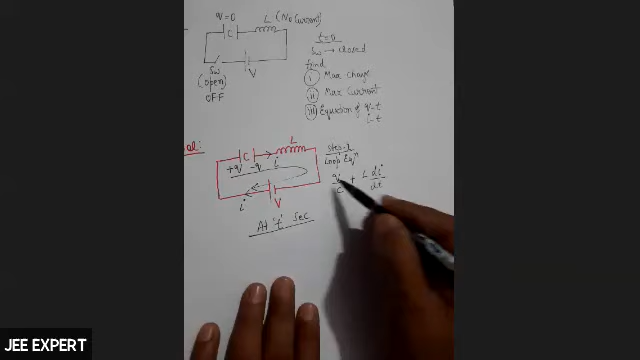 q=0
L (No Current)
C
t=0
Sw → closed
find
Sw
(open)
OFF
V
(i) Max charge
(ii) Max Current
(iii) Equation of q-t
i-t
L
C
+q -q
i
i
V
Step-1
Loop Eqn
q/C + L di/dt
At 't' Sec
JEE EXPERT